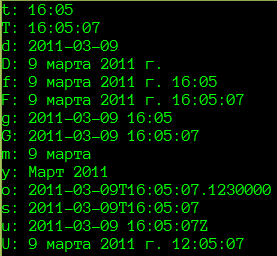 t: 16:05
T: 16:05:07
d: 2011-03-09
D: 9 марта 2011 г.
f: 9 марта 2011 г. 16:05
F: 9 марта 2011 г. 16:05:07
g: 2011-03-09 16:05
G: 2011-03-09 16:05:07
m: 9 марта
y: Март 2011
o: 2011-03-09T16:05:07.1230000
s: 2011-03-09T16:05:07
u: 2011-03-09 16:05:07Z
U: 9 марта 2011 г. 12:05:07